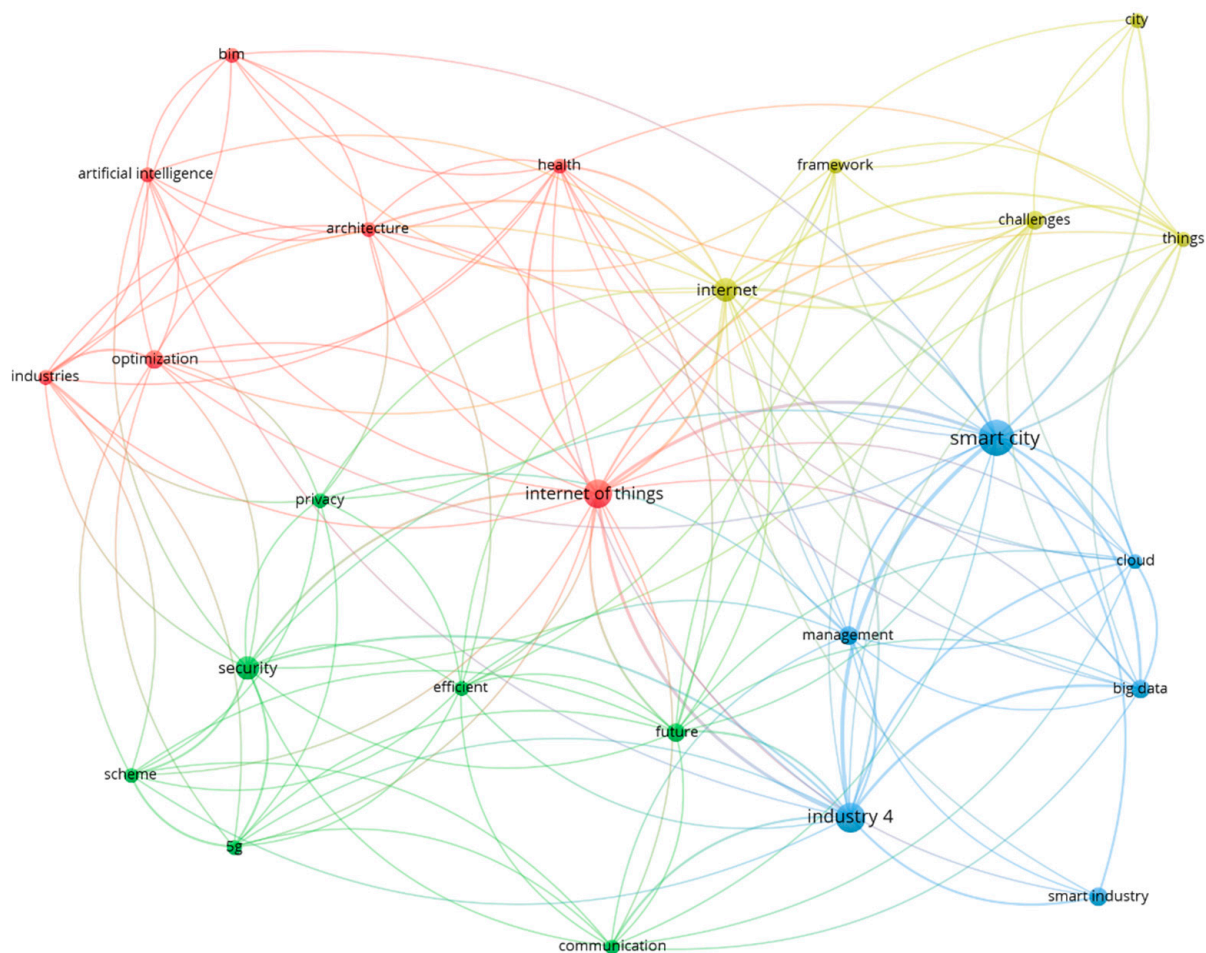 city
bim
health
framework
artificial intelligence
challenges
architecture
things
internet
optimization
industries
smart city
internet of things
privacy
cloud
management
security
efficient
big data
future
scheme
industry 4
5g
smart industry
communication